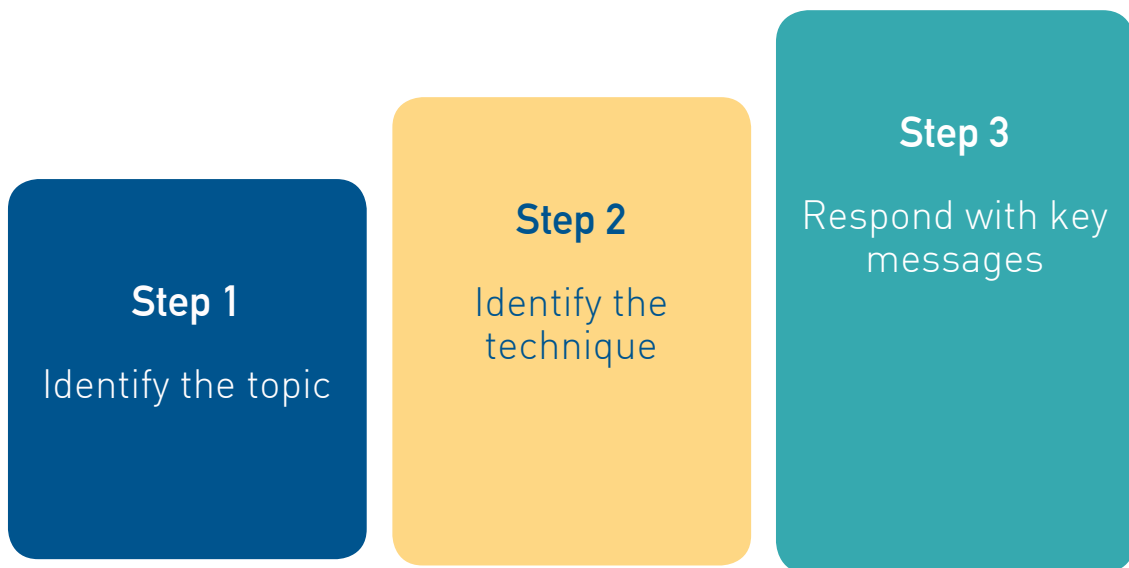 Step 1
Identify the topic
Step 2
Identify the
technique
Step 3
Respond with key
messages